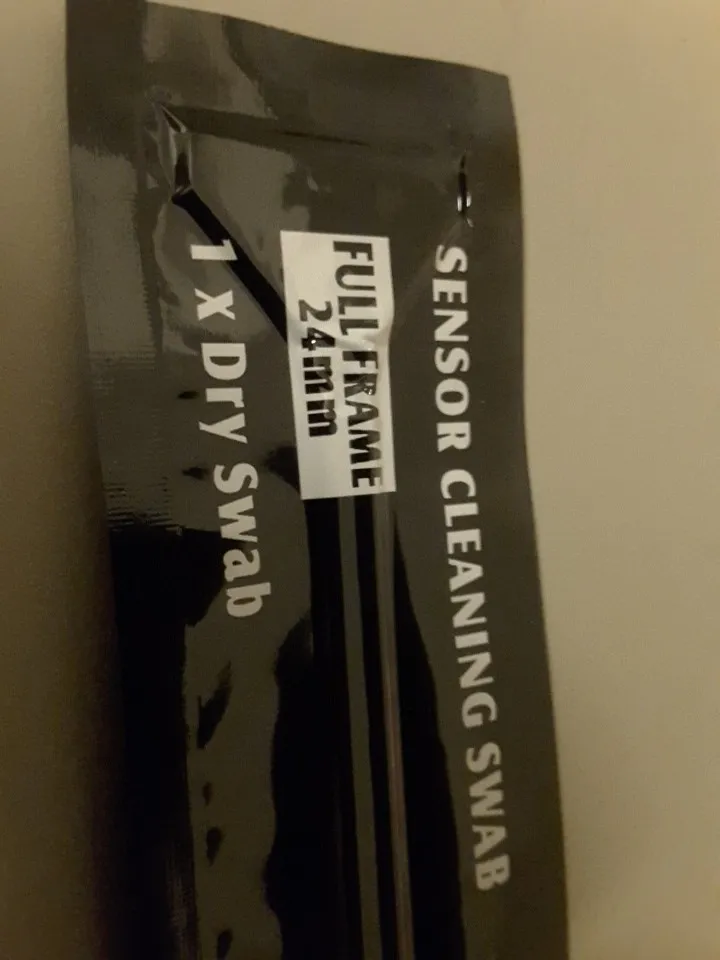 SENSOR CLEANING SWAB
FULL FRAME
24mm
1 x Dry Swab